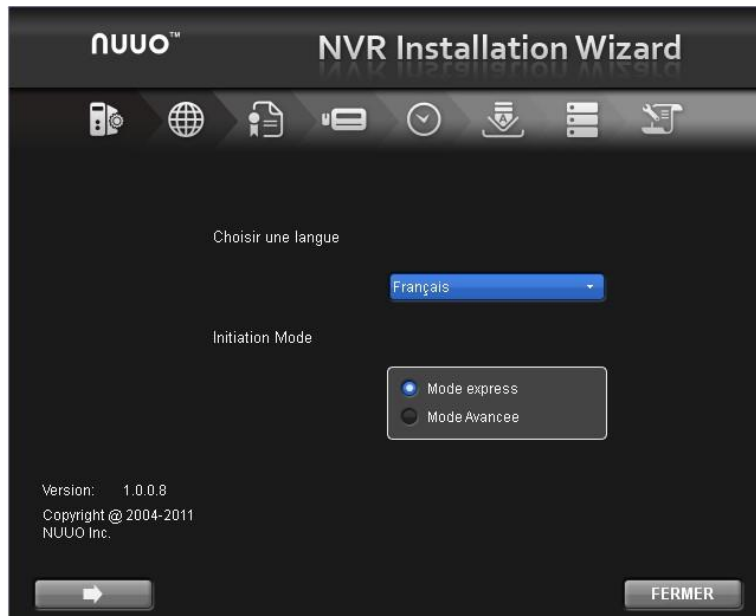 nuuo™
NVR Installation Wizard
Choisir une langue
Français
Initiation Mode
Mode express
Mode Avancee
Version: 1.0.0.8
Copyright @ 2004-2011
NUUO Inc.
FERMER